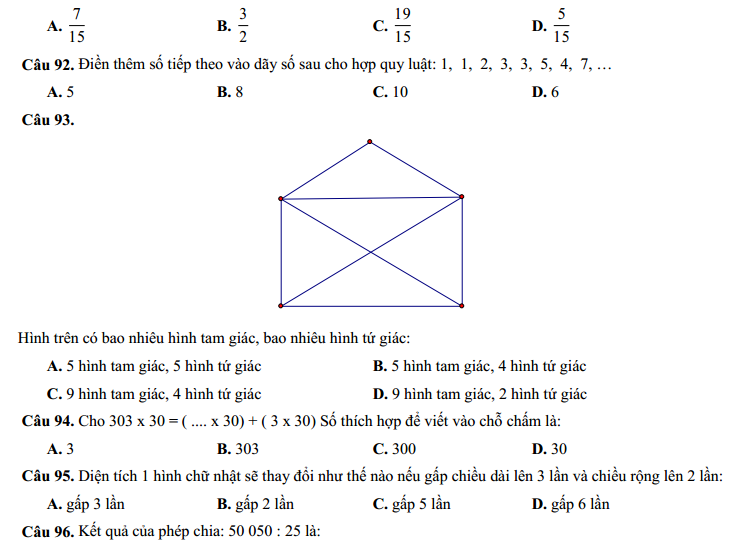 A. 7/15 B. 3/2 C. 19/15 D. 5/15
Câu 92. Điền thêm số tiếp theo vào dãy số sau cho hợp quy luật: 1, 1, 2, 3, 3, 5, 4, 7, …
A. 5 B. 8 C. 10 D. 6
Câu 93.
Hình trên có bao nhiêu hình tam giác, bao nhiêu hình tứ giác:
A. 5 hình tam giác, 5 hình tứ giác B. 5 hình tam giác, 4 hình tứ giác
C. 9 hình tam giác, 4 hình tứ giác D. 9 hình tam giác, 2 hình tứ giác
Câu 94. Cho 303 x 30 = ( .... x 30) + ( 3 x 30) Số thích hợp để viết vào chỗ chấm là:
A. 3 B. 303 C. 300 D. 30
Câu 95. Diện tích 1 hình chữ nhật sẽ thay đổi như thế nào nếu gấp chiều dài lên 3 lần và chiều rộng lên 2 lần:
A. gấp 3 lần B. gấp 2 lần C. gấp 5 lần D. gấp 6 lần
Câu 96. Kết quả của phép chia: 50 050 : 25 là: